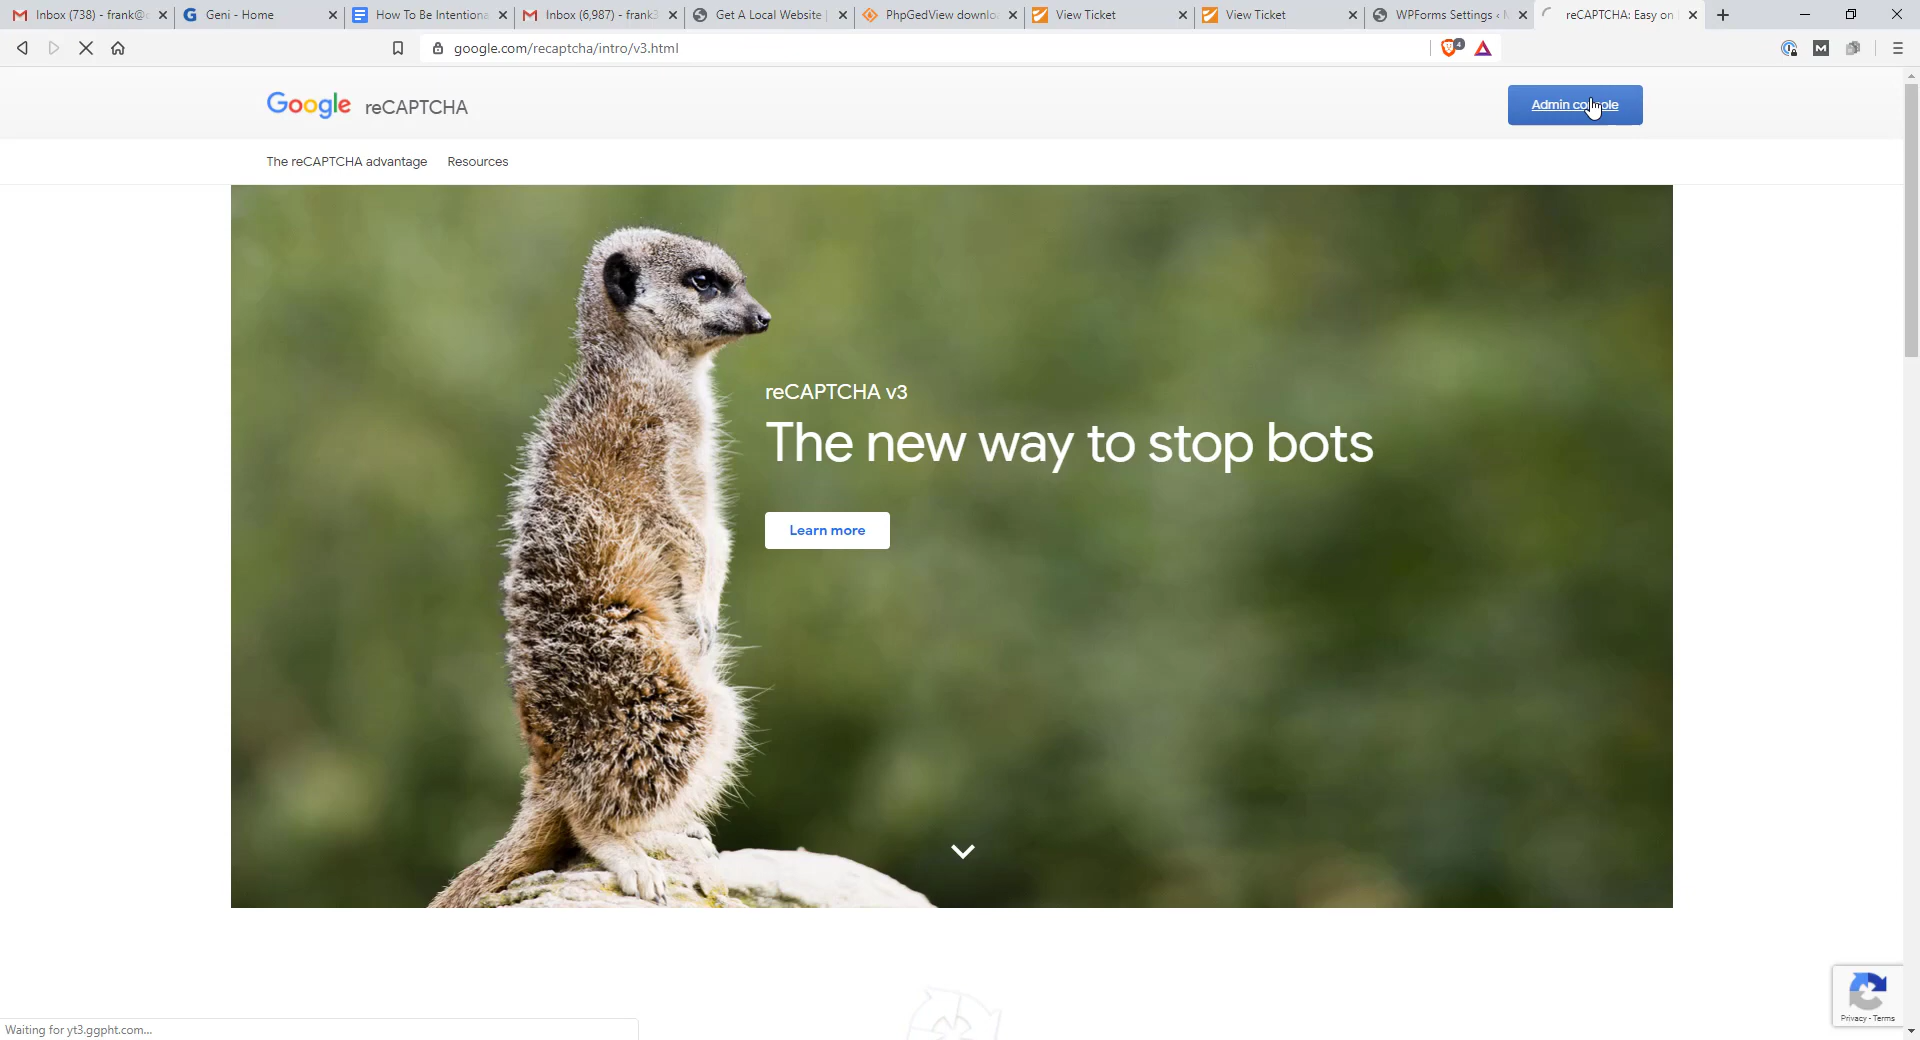 Inbox (738) - frank@
Geni - Home
How To Be Intentiona
Inbox (6,987) - frank3
Get A Local Website
PhpGedView downlo
View Ticket
View Ticket
WPForms Settings ‹
reCAPTCHA: Easy on
google.com/recaptcha/intro/v3.html
4
M
Google reCAPTCHA
Admin console
The reCAPTCHA advantage
Resources
reCAPTCHA v3
The new way to stop bots
Learn more
Privacy - Terms
Waiting for yt3.ggpht.com...